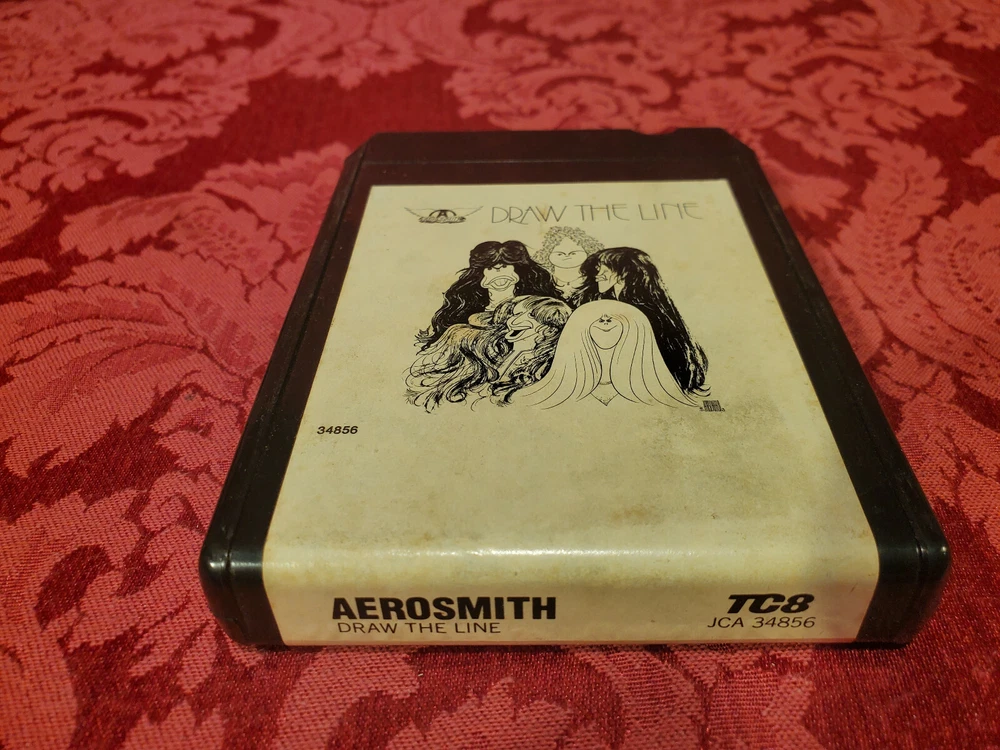 DRAW THE LINE
34856
AEROSMITH
DRAW THE LINE
TC8
JCA 34856